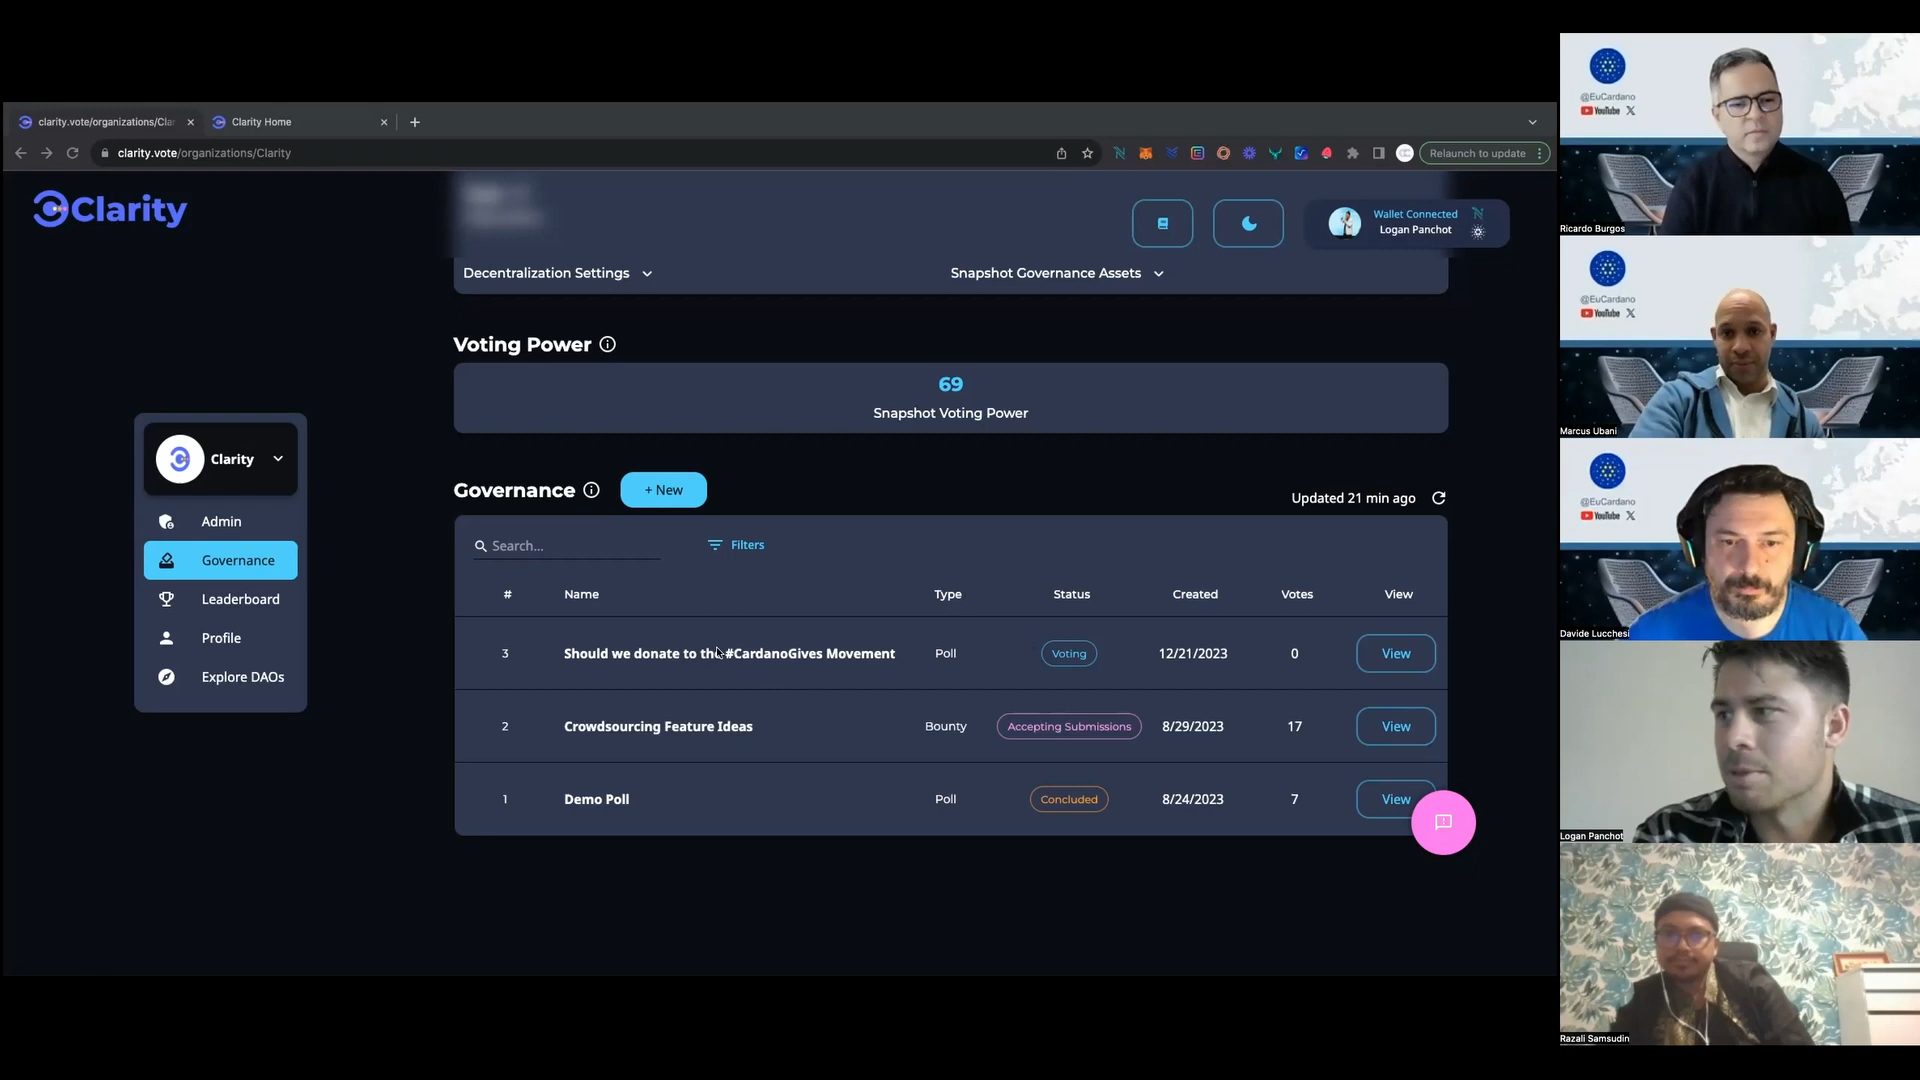 clarity.vote/organizations/Cla
Clarity Home
clarity.vote/organizations/Clarity
Relaunch to update
Clarity
Wallet Connected
Logan Panchot
Decentralization Settings
Snapshot Governance Assets
Voting Power
69
Snapshot Voting Power
Clarity
Admin
Governance
Leaderboard
Profile
Explore DAOs
Governance
+ New
Updated 21 min ago
Search...
Filters
# Name Type Status Created Votes View
3 Should we donate to the #CardanoGives Movement Poll Voting 12/21/2023 0 View
2 Crowdsourcing Feature Ideas Bounty Accepting Submissions 8/29/2023 17 View
1 Demo Poll Poll Concluded 8/24/2023 7 View
@EuCardano
YouTube X
Ricardo Burgos
@EuCardano
YouTube X
Marcus Ubani
@EuCardano
YouTube X
Davide Lucchesi
Logan Panchot
Razali Samsudin